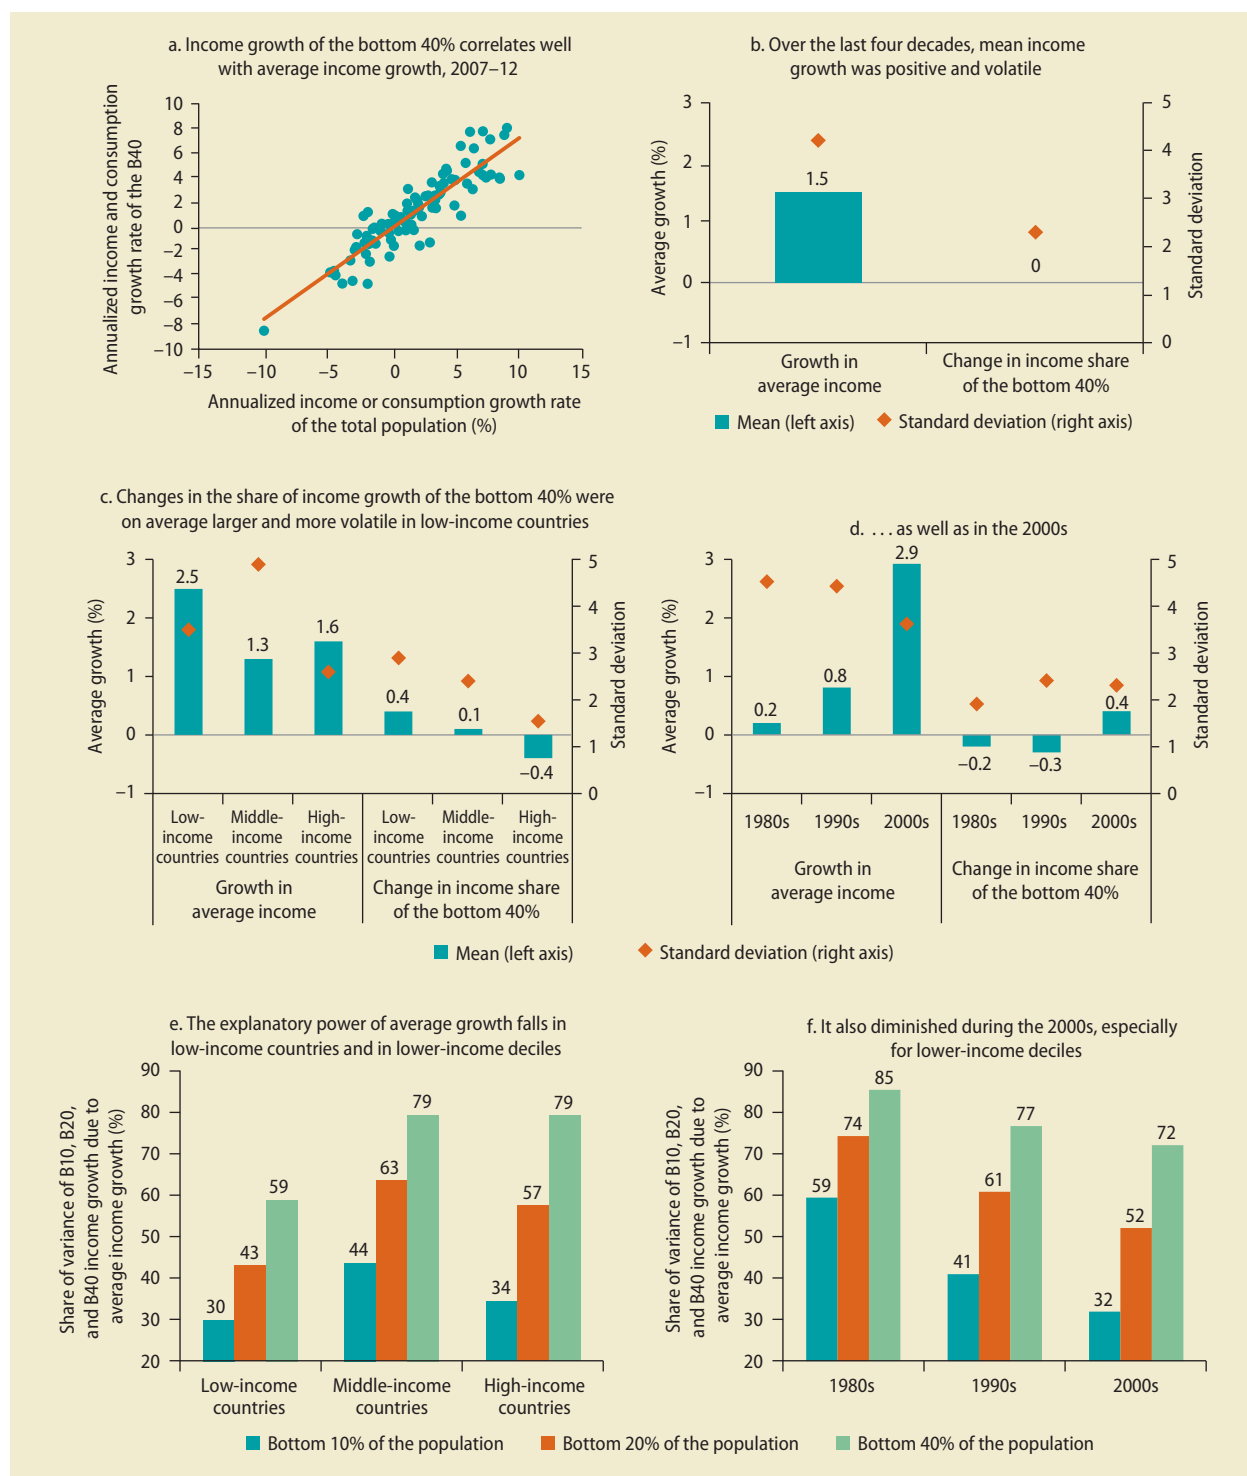 a. Income growth of the bottom 40% correlates well
with average income growth, 2007–12
Annualized income and consumption
growth rate of the B40
10
8
6
4
2
0
−2
−4
−6
−8
−10
−15
−10
−5
0
5
10
15
Annualized income or consumption growth rate
of the total population (%)
b. Over the last four decades, mean income
growth was positive and volatile
Average growth (%)
3
2
1
0
−1
1.5
0
5
4
3
2
1
0
Standard deviation
Growth in
average income
Change in income share
of the bottom 40%
Mean (left axis)
Standard deviation (right axis)
c. Changes in the share of income growth of the bottom 40% were
on average larger and more volatile in low-income countries
Average growth (%)
3
2
1
0
−1
2.5
1.3
1.6
0.4
0.1
−0.4
5
4
3
2
1
0
Standard deviation
Low-
income
countries
Middle-
income
countries
High-
income
countries
Low-
income
countries
Middle-
income
countries
High-
income
countries
Growth in
average income
Change in income share
of the bottom 40%
d. . . . as well as in the 2000s
Average growth (%)
3
2
1
0
−1
0.2
0.8
2.9
−0.2
−0.3
0.4
5
4
3
2
1
0
Standard deviation
1980s
1990s
2000s
1980s
1990s
2000s
Growth in
average income
Change in income share
of the bottom 40%
Mean (left axis)
Standard deviation (right axis)
e. The explanatory power of average growth falls in
low-income countries and in lower-income deciles
Share of variance of B10, B20,
and B40 income growth due to
average income growth (%)
90
80
70
60
50
40
30
20
30
43
59
44
63
79
34
57
79
Low-income
countries
Middle-income
countries
High-income
countries
f. It also diminished during the 2000s, especially
for lower-income deciles
Share of variance of B10, B20,
and B40 income growth due to
average income growth (%)
90
80
70
60
50
40
30
20
59
74
85
41
61
77
32
52
72
1980s
1990s
2000s
Bottom 10% of the population
Bottom 20% of the population
Bottom 40% of the population